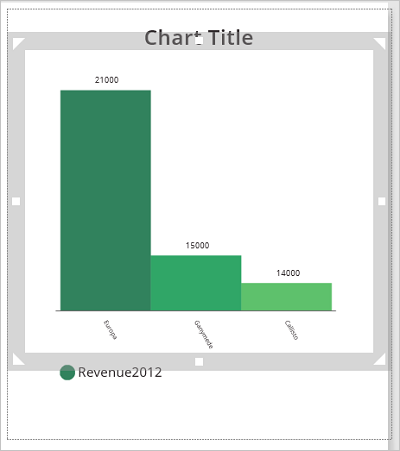 Chart Title
21000
15000
14000
Europa
Ganymede
Callisto
Revenue2012